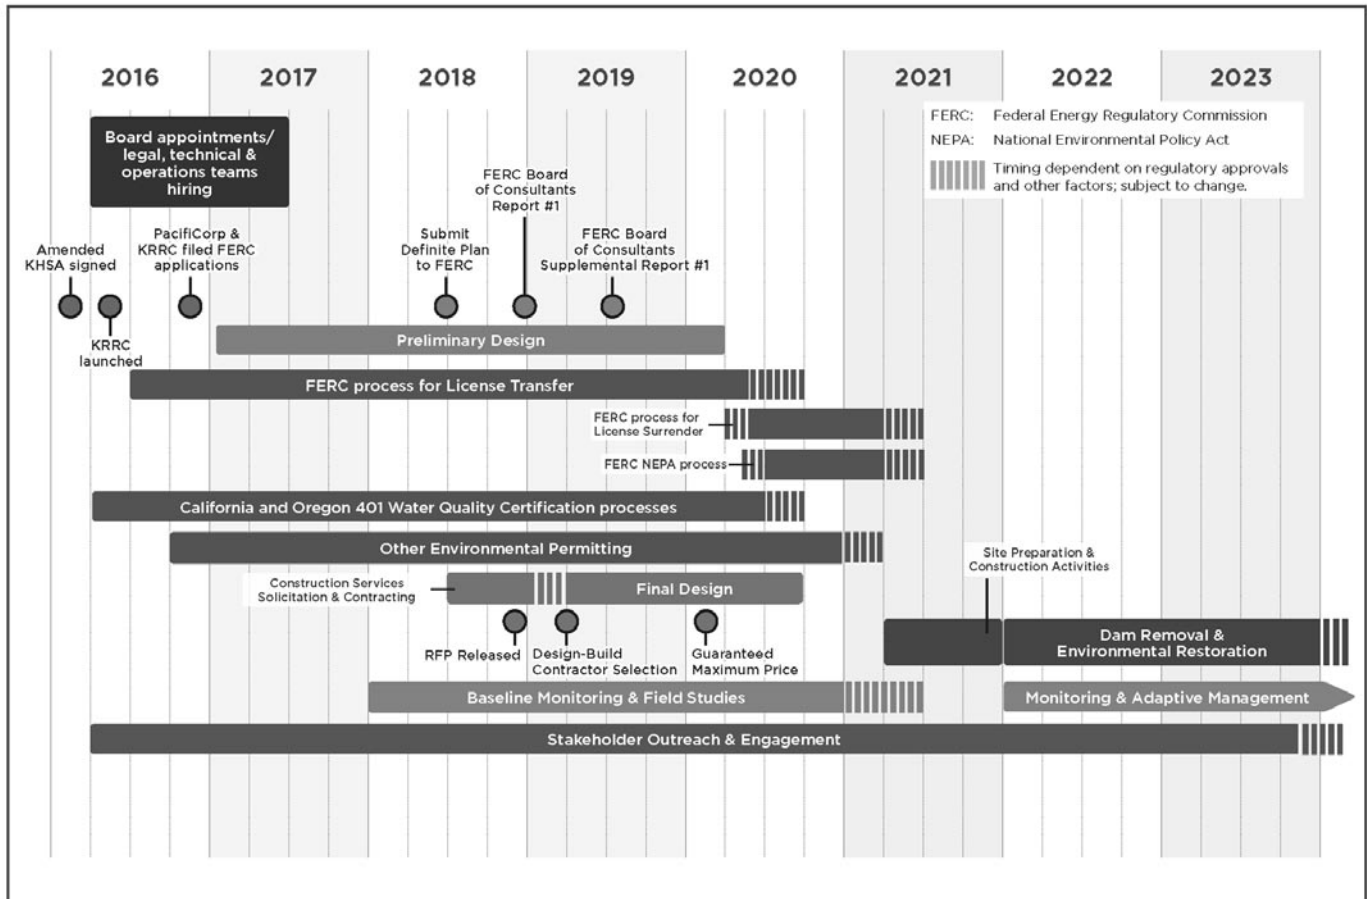 2016
2017
2018
2019
2020
2021
2022
2023
FERC: Federal Energy Regulatory Commission
NEPA: National Environmental Policy Act
Timing dependent on regulatory approvals
and other factors; subject to change.
Board appointments/
legal, technical &
operations teams
hiring
FERC Board
of Consultants
Report #1
Amended
KHSA signed
PacifiCorp &
KRRC filed FERC
applications
Submit
Definite Plan
to FERC
FERC Board
of Consultants
Supplemental Report #1
KRRC
launched
Preliminary Design
FERC process for License Transfer
FERC process for
License Surrender
FERC NEPA process
California and Oregon 401 Water Quality Certification processes
Other Environmental Permitting
Site Preparation &
Construction Activities
Construction Services
Solicitation & Contracting
Final Design
RFP Released
Design-Build
Contractor Selection
Guaranteed
Maximum Price
Dam Removal &
Environmental Restoration
Baseline Monitoring & Field Studies
Monitoring & Adaptive Management
Stakeholder Outreach & Engagement